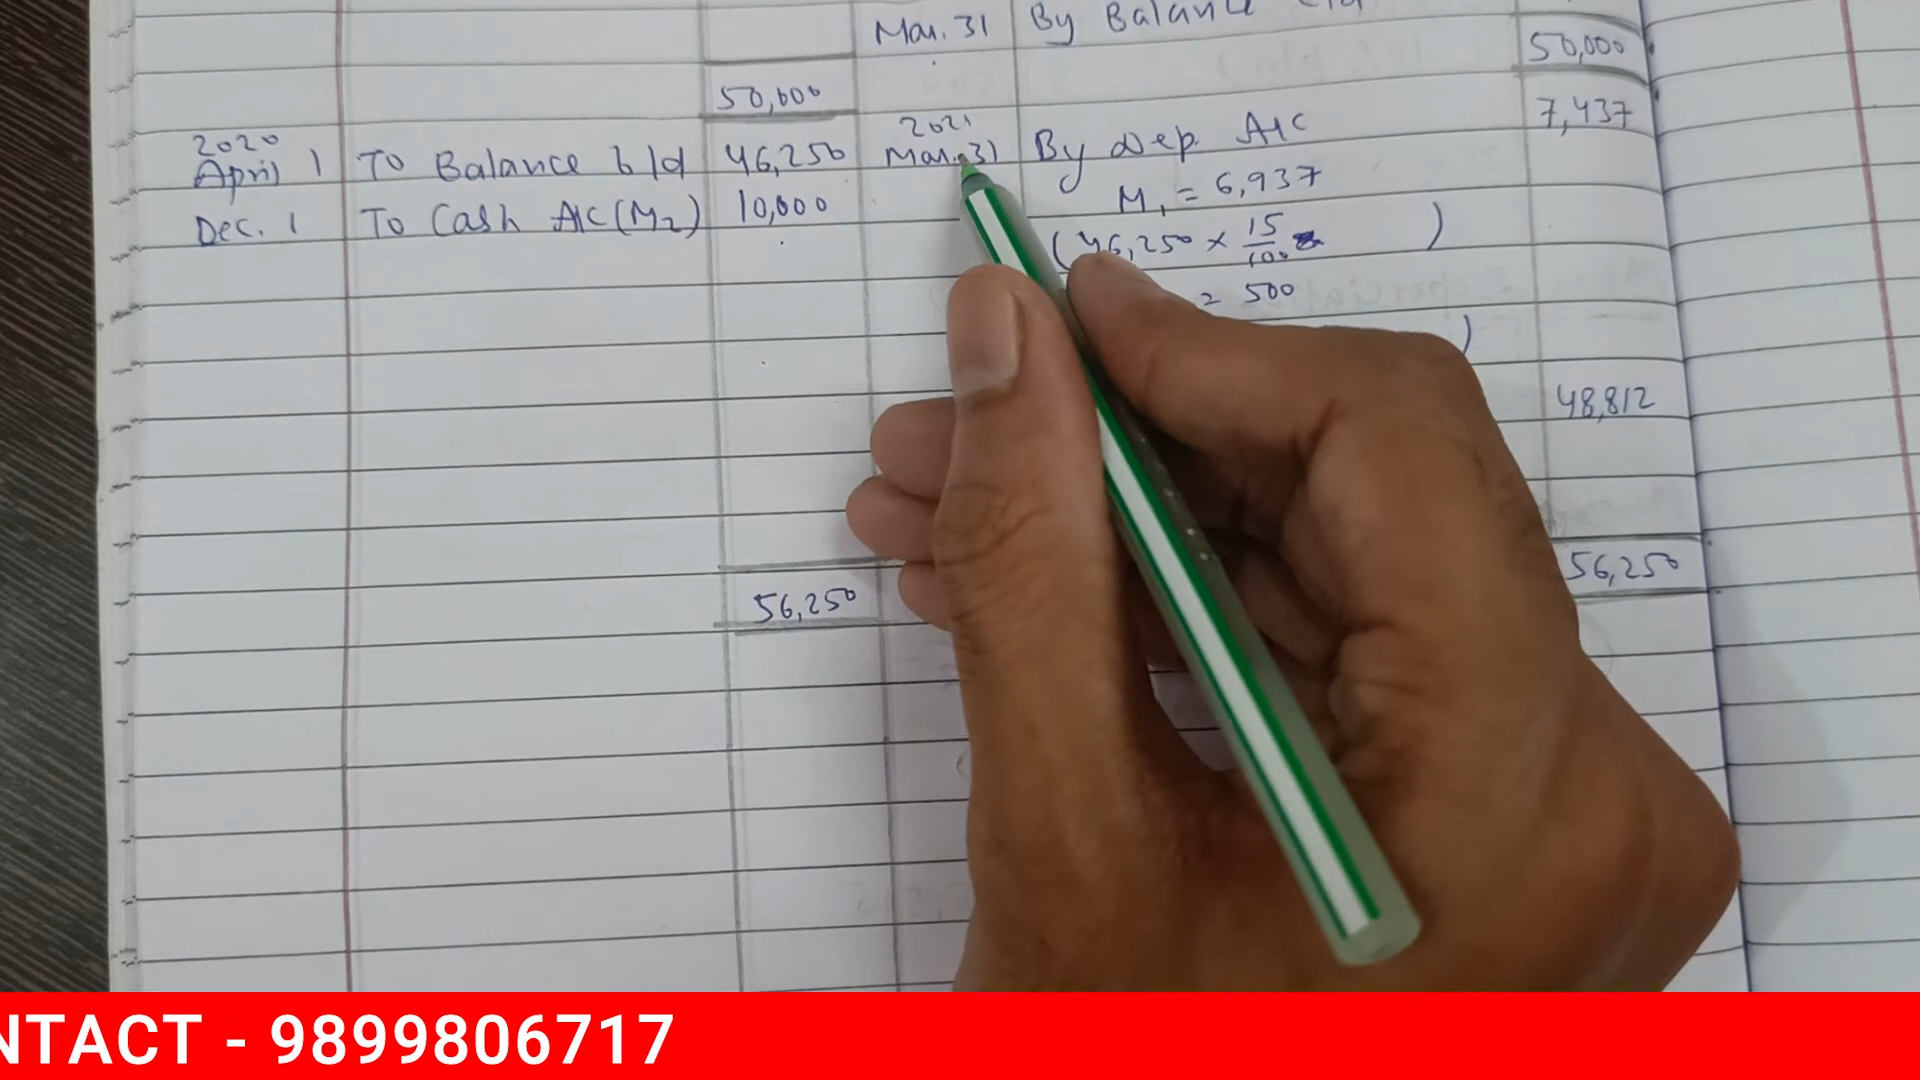 Mar. 31 By Balance c/d
50,000
50,000
2020
April 1 To Balance b/d 46,250
2021
Mar. 31 By Dep. A/c 7,437
Dec. 1 To Cash A/c (M2) 10,000
M1 = 6,937
(46,250 × 15/100 )
= 500
)
48,812
56,250
56,250
NTACT - 9899806717